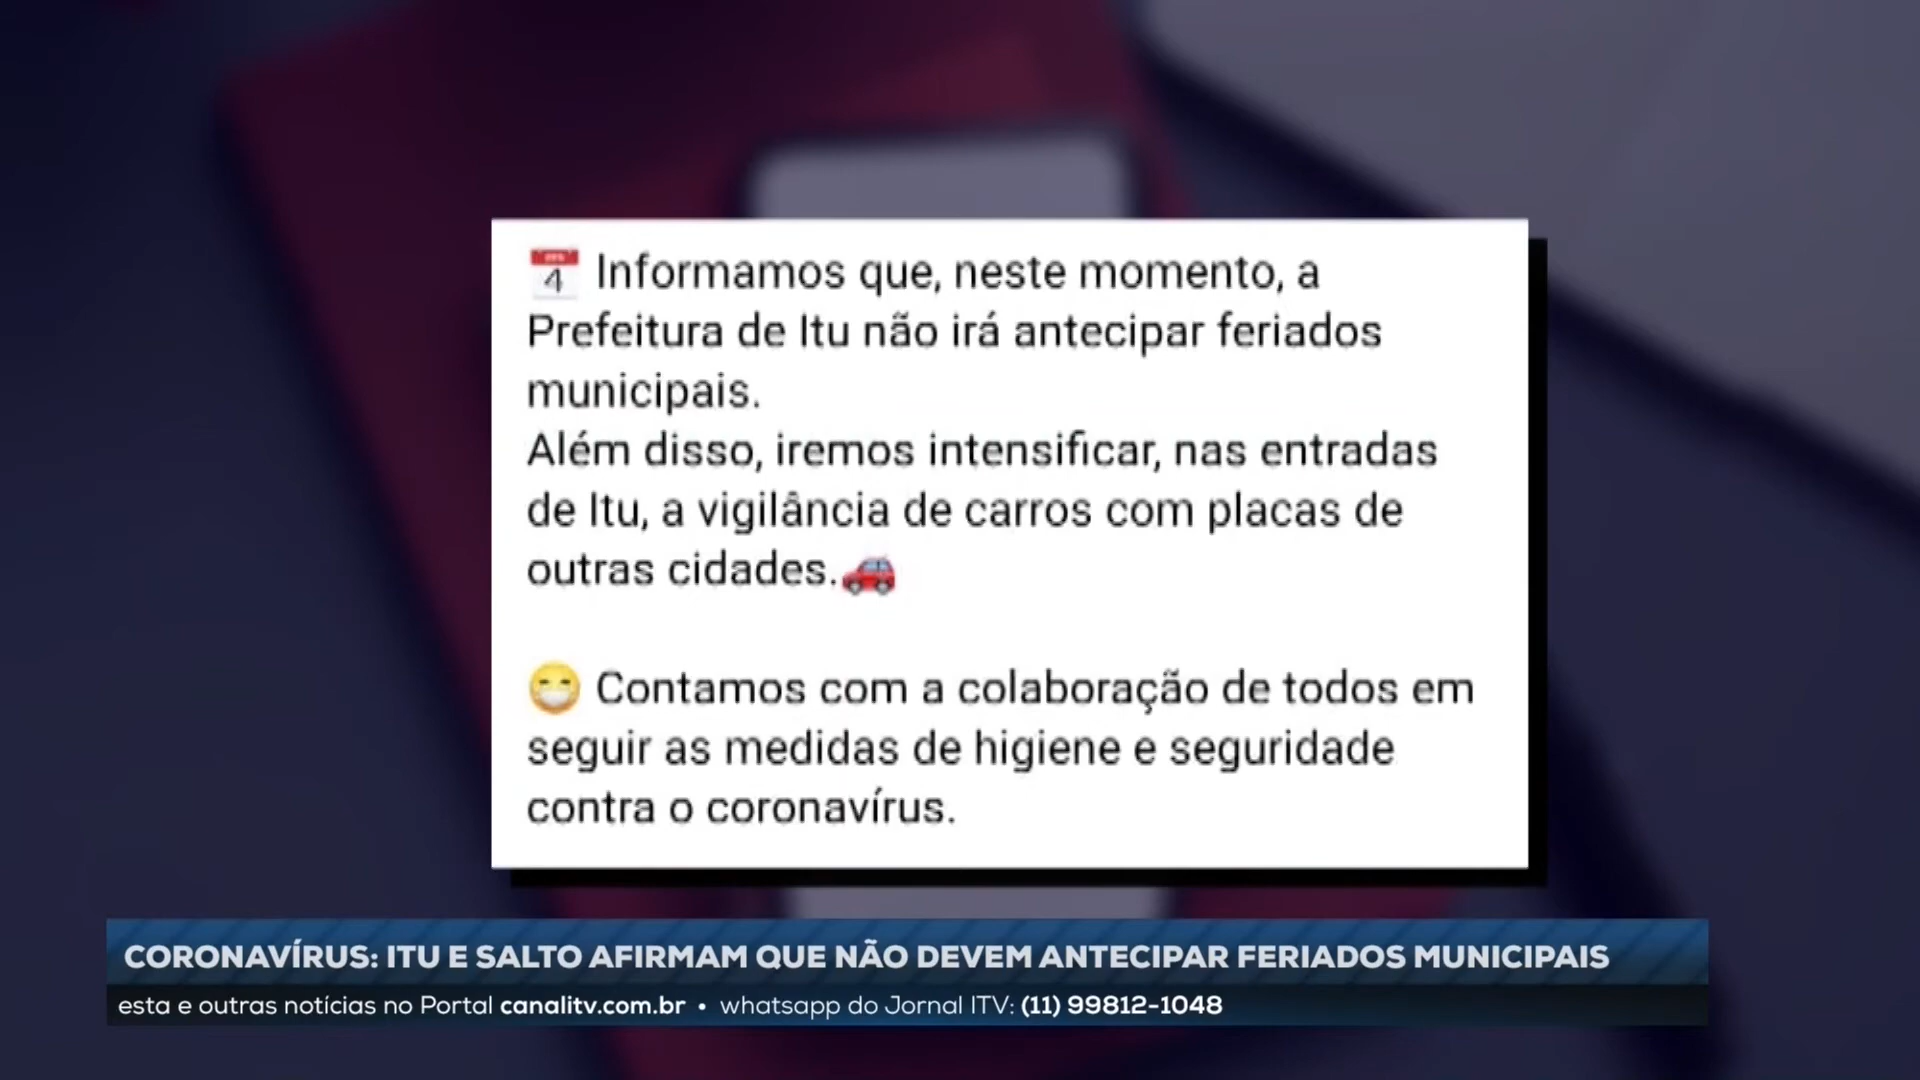 📅 Informamos que, neste momento, a
Prefeitura de Itu não irá antecipar feriados
municipais.
Além disso, iremos intensificar, nas entradas
de Itu, a vigilância de carros com placas de
outras cidades.🚗
😷 Contamos com a colaboração de todos em
seguir as medidas de higiene e seguridade
contra o coronavírus.
CORONAVÍRUS: ITU E SALTO AFIRMAM QUE NÃO DEVEM ANTECIPAR FERIADOS MUNICIPAIS
esta e outras notícias no Portal canalitv.com.br • whatsapp do Jornal ITV: (11) 99812-1048